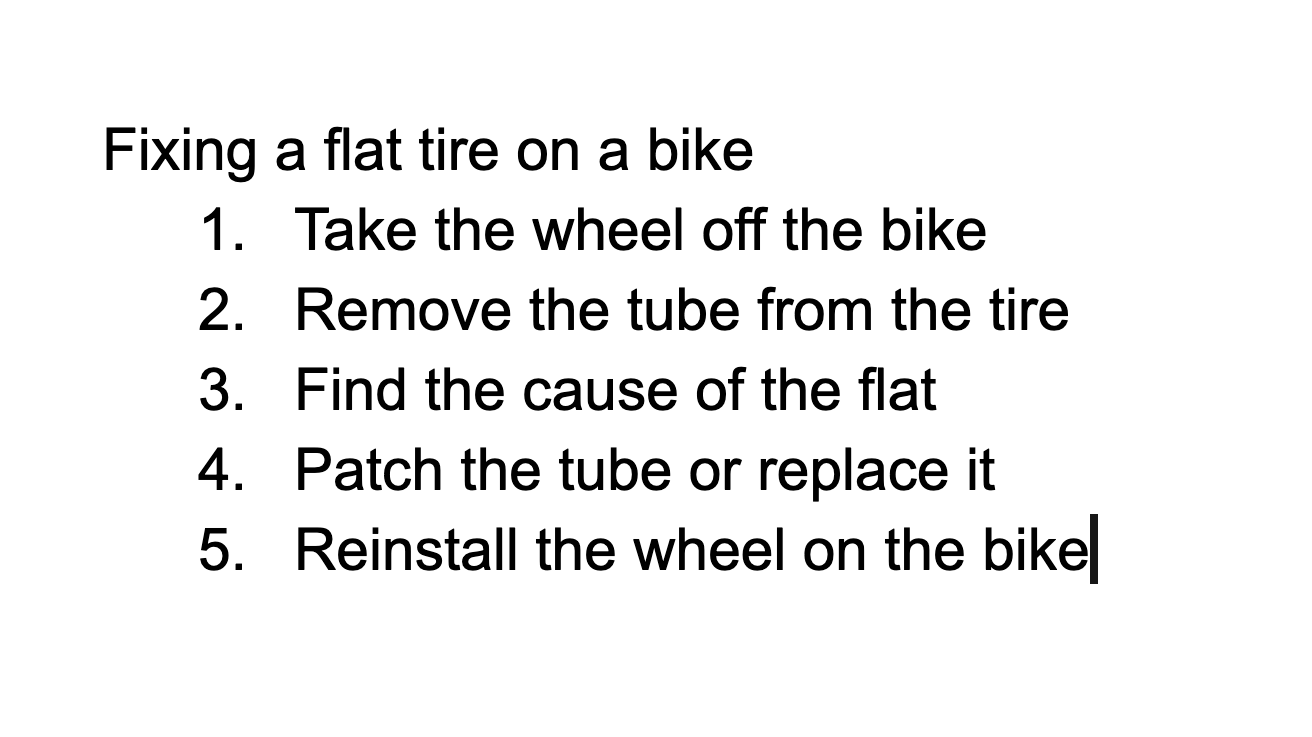 Fixing a flat tire on a bike
1. Take the wheel off the bike
2. Remove the tube from the tire
3. Find the cause of the flat
4. Patch the tube or replace it
5. Reinstall the wheel on the bike